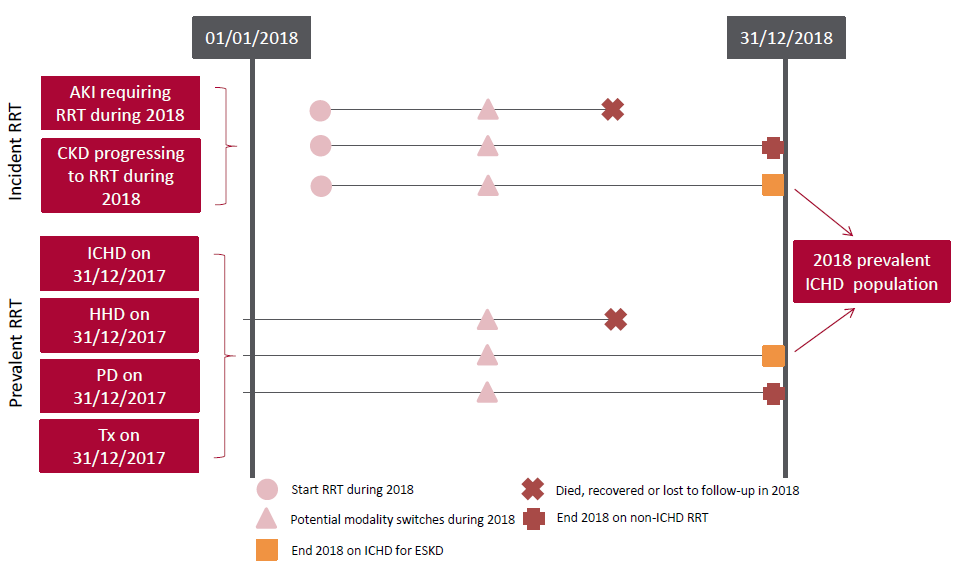 01/01/2018
31/12/2018
Incident RRT
AKI requiring
RRT during 2018
CKD progressing
to RRT during
2018
Prevalent RRT
ICHD on
31/12/2017
HHD on
31/12/2017
PD on
31/12/2017
Tx on
31/12/2017
2018 prevalent
ICHD population
Start RRT during 2018
Potential modality switches during 2018
End 2018 on ICHD for ESKD
Died, recovered or lost to follow-up in 2018
End 2018 on non-ICHD RRT